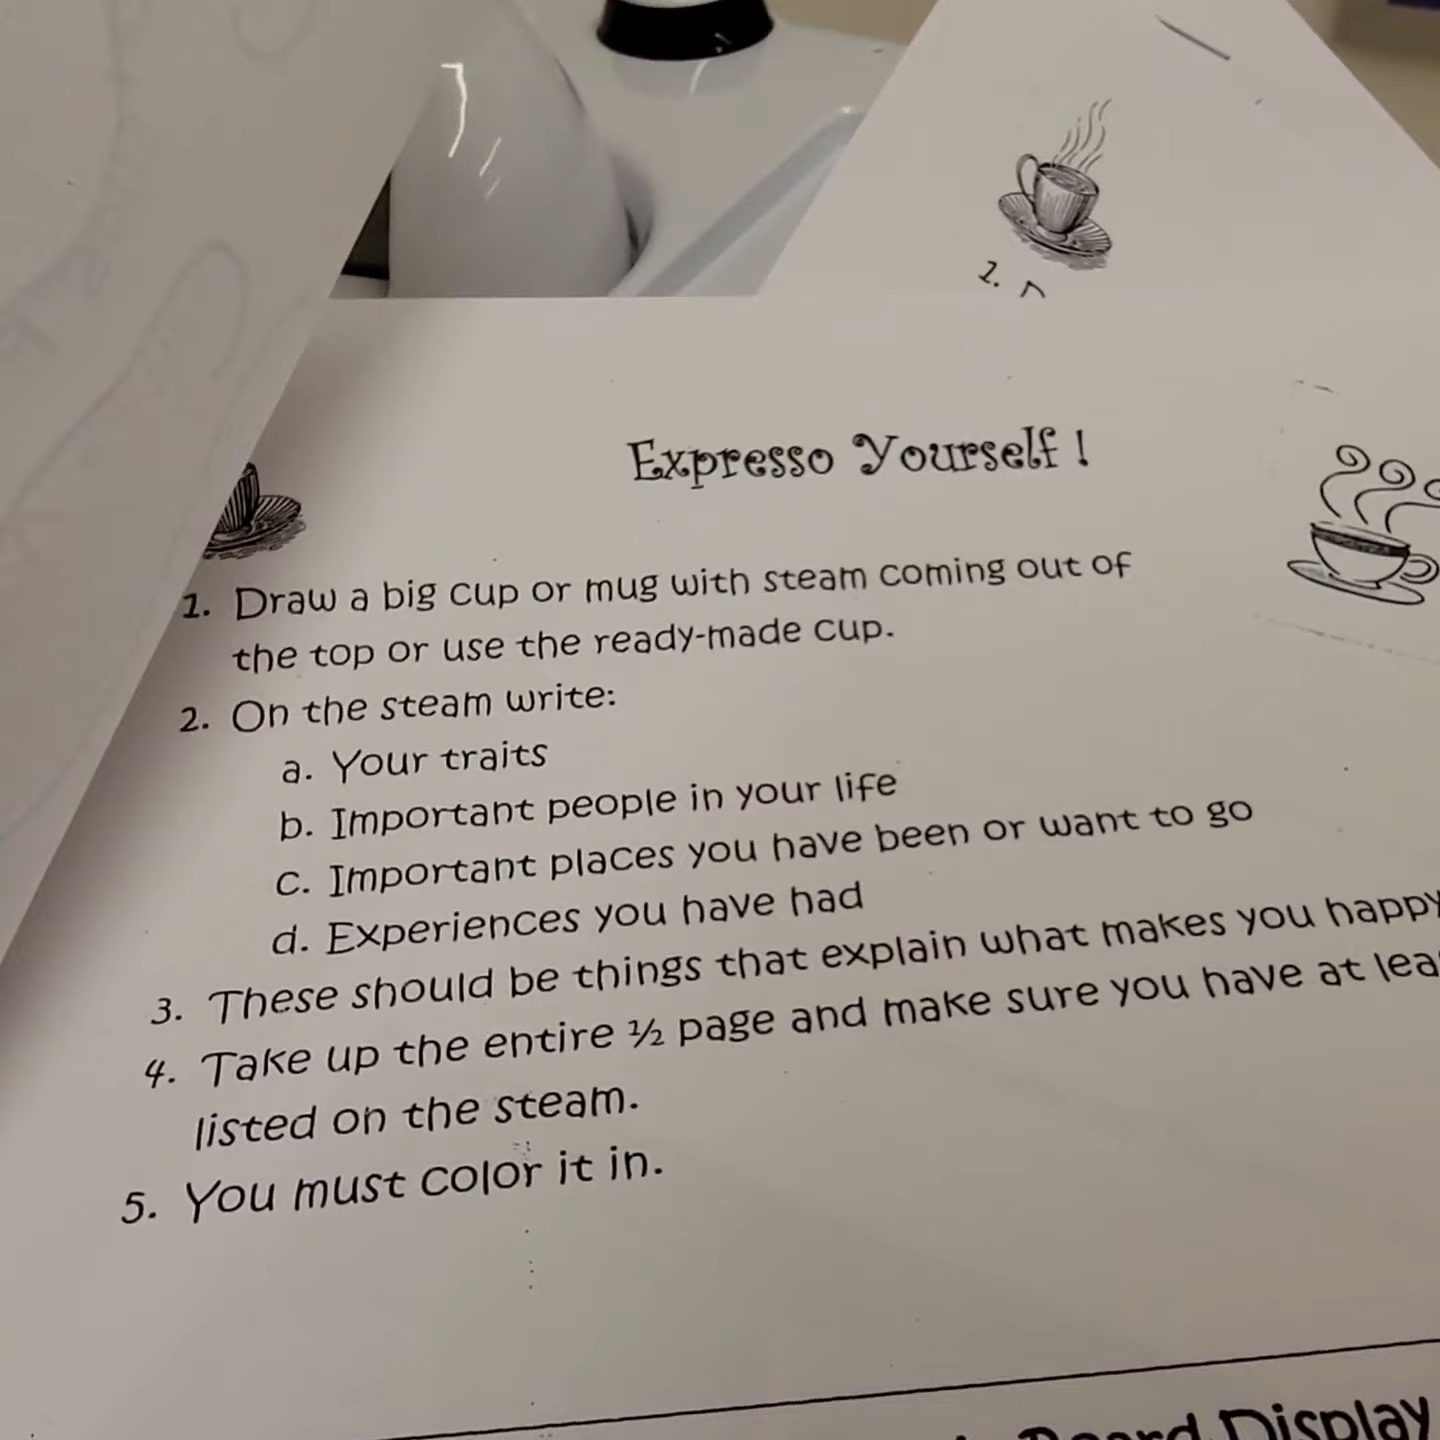 1.
Expresso Yourself !
1. Draw a big cup or mug with steam coming out of
the top or use the ready-made cup.
2. On the steam write:
a. Your traits
b. Important people in your life
c. Important places you have been or want to go
d. Experiences you have had
3. These should be things that explain what makes you happy
4. Take up the entire ½ page and make sure you have at
listed on the steam.
5. You must color it in.
Board Display